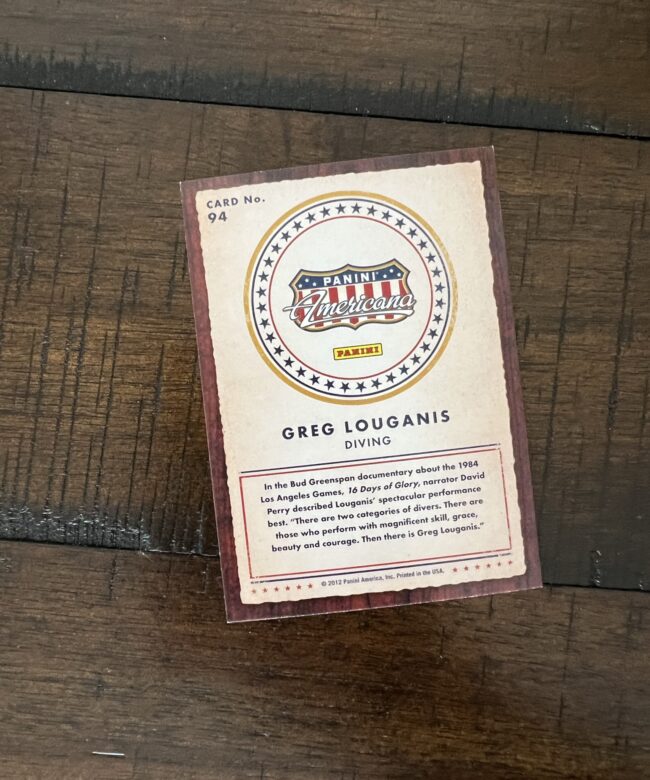 CARD No.
94
PANINI
Americana
PANINI
GREG LOUGANIS
DIVING
In the Bud Greenspan documentary about the 1984
Los Angeles Games, 16 Days of Glory, narrator David
Perry described Louganis' spectacular performance
best. "There are two categories of divers. There are
those who perform with magnificent skill, grace,
beauty and courage. Then there is Greg Louganis."
© 2012 Panini America, Inc. Printed in the USA.